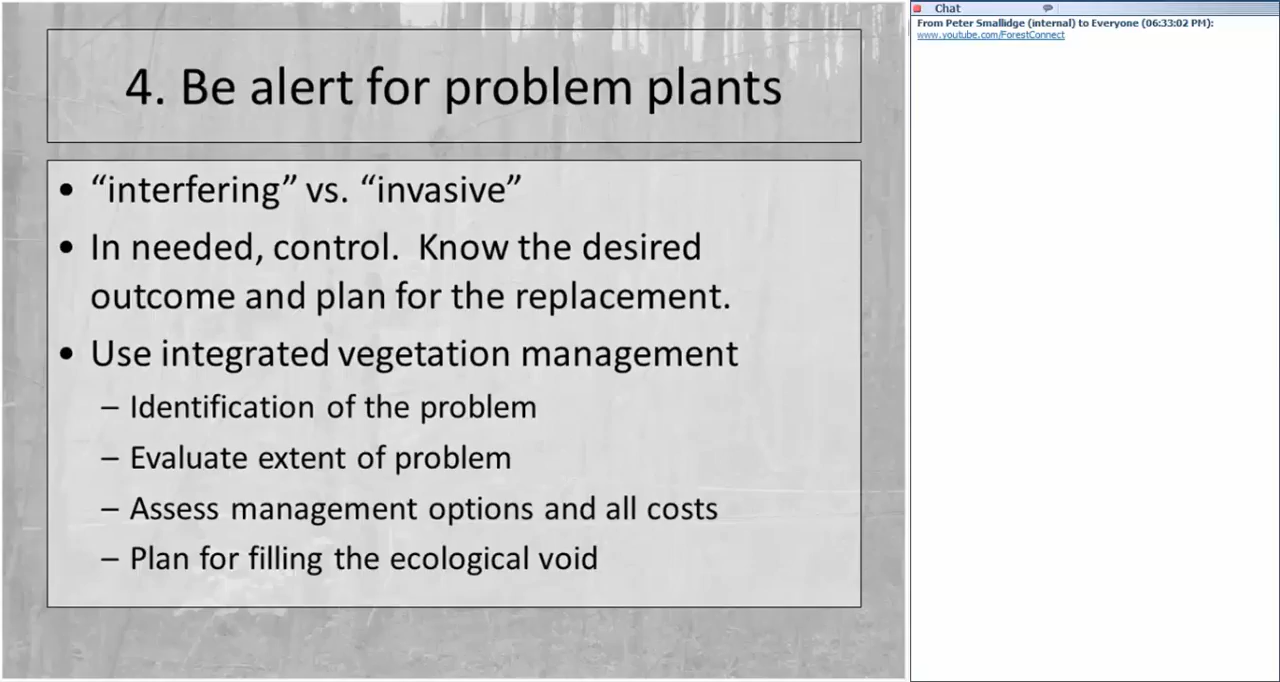 4. Be alert for problem plants
• “interfering” vs. “invasive”
• In needed, control.  Know the desired
outcome and plan for the replacement.
• Use integrated vegetation management
– Identification of the problem
– Evaluate extent of problem
– Assess management options and all costs
– Plan for filling the ecological void
Chat
From Peter Smallidge (internal) to Everyone (06:33:02 PM):
www.youtube.com/ForestConnect